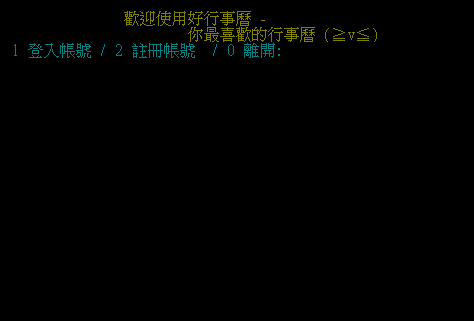 歡迎使用好行事曆 -
你最喜歡的行事曆 (≧v≦)
1 登入帳號 / 2 註冊帳號  / 0 離開: